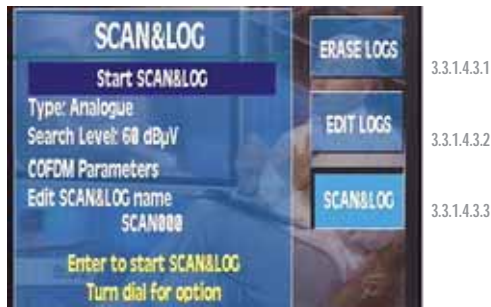 SCAN&LOG
Start SCAN&LOG
Type: Analogue
Search Level: 60 dBµV
COFDM Parameters
Edit SCAN&LOG name
SCAN000
Enter to start SCAN&LOG
Turn dial for option
ERASE LOGS
EDIT LOGS
SCAN&LOG
3.3.1.4.3.1
3.3.1.4.3.2
3.3.1.4.3.3